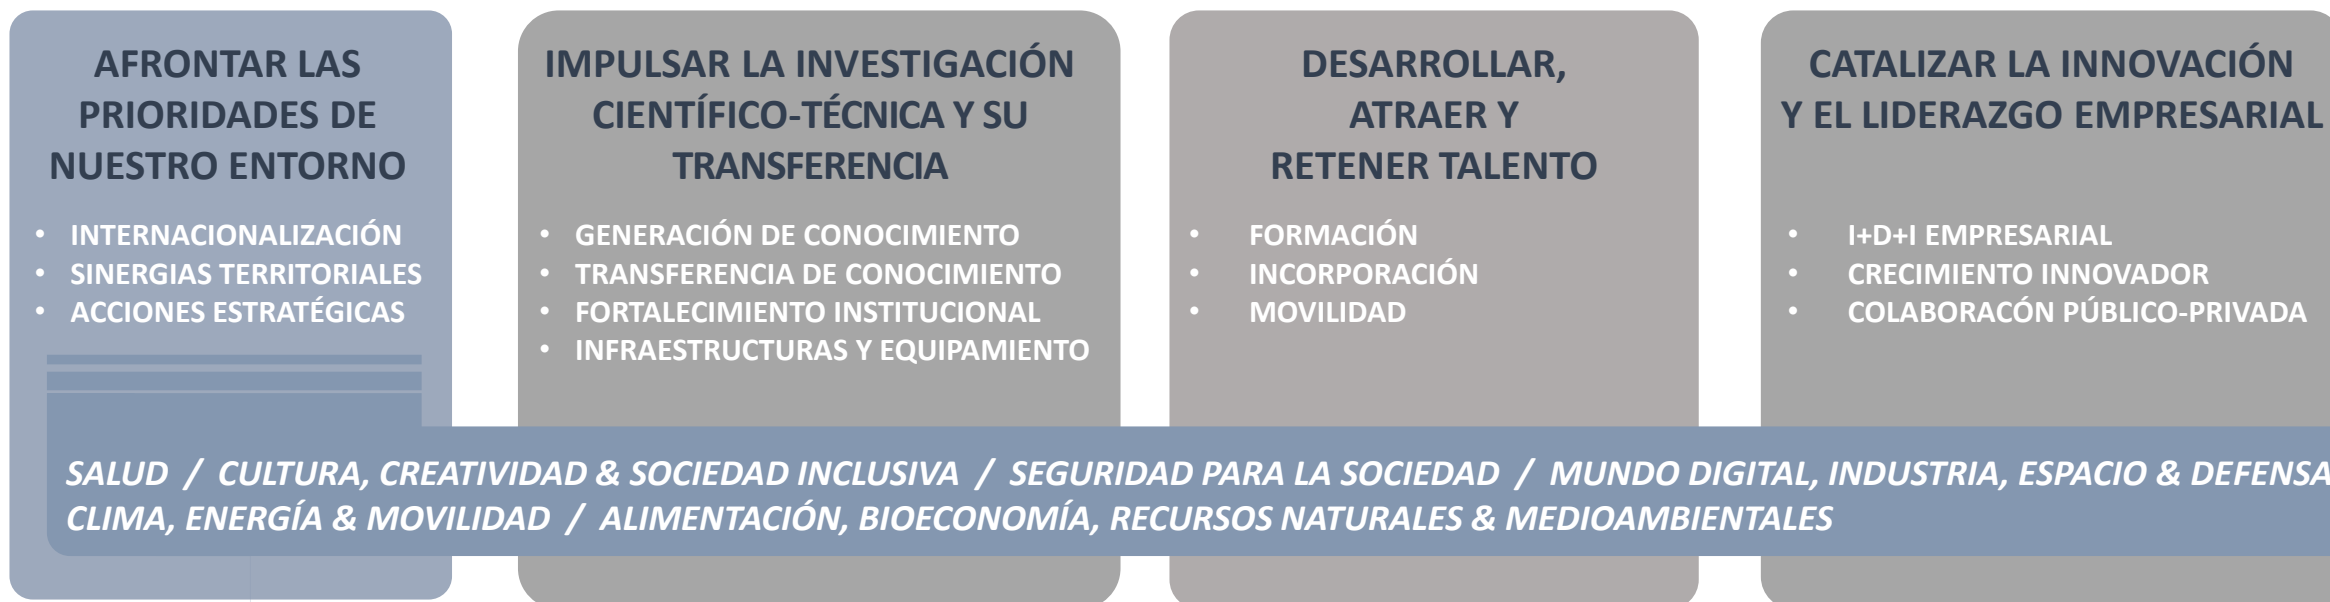 AFRONTAR LAS
PRIORIDADES DE
NUESTRO ENTORNO
• INTERNACIONALIZACIÓN
• SINERGIAS TERRITORIALES
• ACCIONES ESTRATÉGICAS
IMPULSAR LA INVESTIGACIÓN
CIENTÍFICO-TÉCNICA Y SU
TRANSFERENCIA
• GENERACIÓN DE CONOCIMIENTO
• TRANSFERENCIA DE CONOCIMIENTO
• FORTALECIMIENTO INSTITUCIONAL
• INFRAESTRUCTURAS Y EQUIPAMIENTO
DESARROLLAR,
ATRAER Y
RETENER TALENTO
• FORMACIÓN
• INCORPORACIÓN
• MOVILIDAD
CATALIZAR LA INNOVACIÓN
Y EL LIDERAZGO EMPRESARIAL
• I+D+I EMPRESARIAL
• CRECIMIENTO INNOVADOR
• COLABORACÓN PÚBLICO-PRIVADA
SALUD / CULTURA, CREATIVIDAD & SOCIEDAD INCLUSIVA / SEGURIDAD PARA LA SOCIEDAD / MUNDO DIGITAL, INDUSTRIA, ESPACIO & DEFENSA
CLIMA, ENERGÍA & MOVILIDAD / ALIMENTACIÓN, BIOECONOMÍA, RECURSOS NATURALES & MEDIOAMBIENTALES